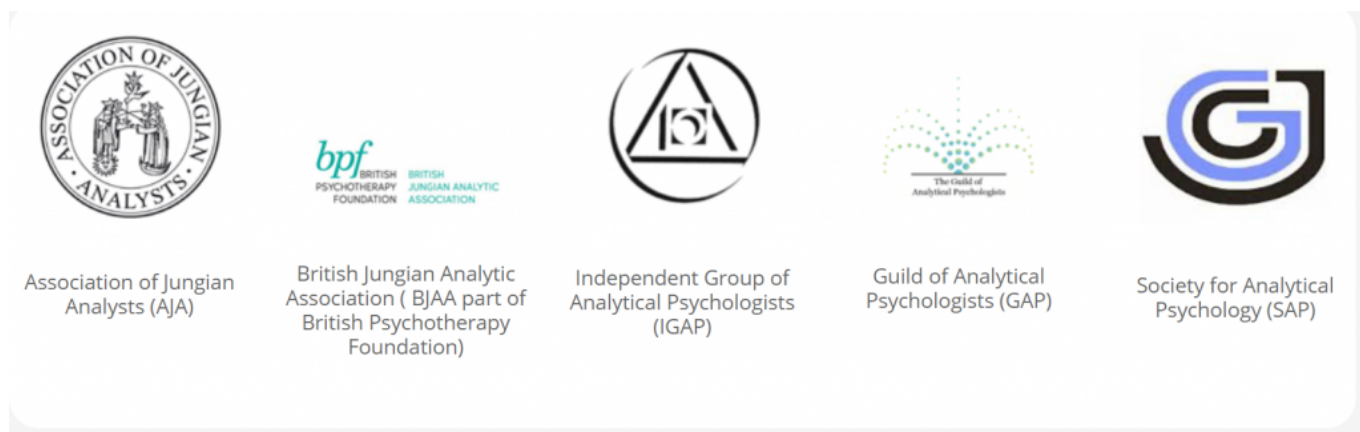 ASSOCIATION OF JUNGIAN
· ANALYSTS ·
Association of Jungian
Analysts (AJA)
bpf
BRITISH
PSYCHOTHERAPY
FOUNDATION
BRITISH
JUNGIAN ANALYTIC
ASSOCIATION
British Jungian Analytic
Association ( BJAA part of
British Psychotherapy
Foundation)
Independent Group of
Analytical Psychologists
(IGAP)
The Guild of
Analytical Psychologists
Guild of Analytical
Psychologists (GAP)
Society for Analytical
Psychology (SAP)